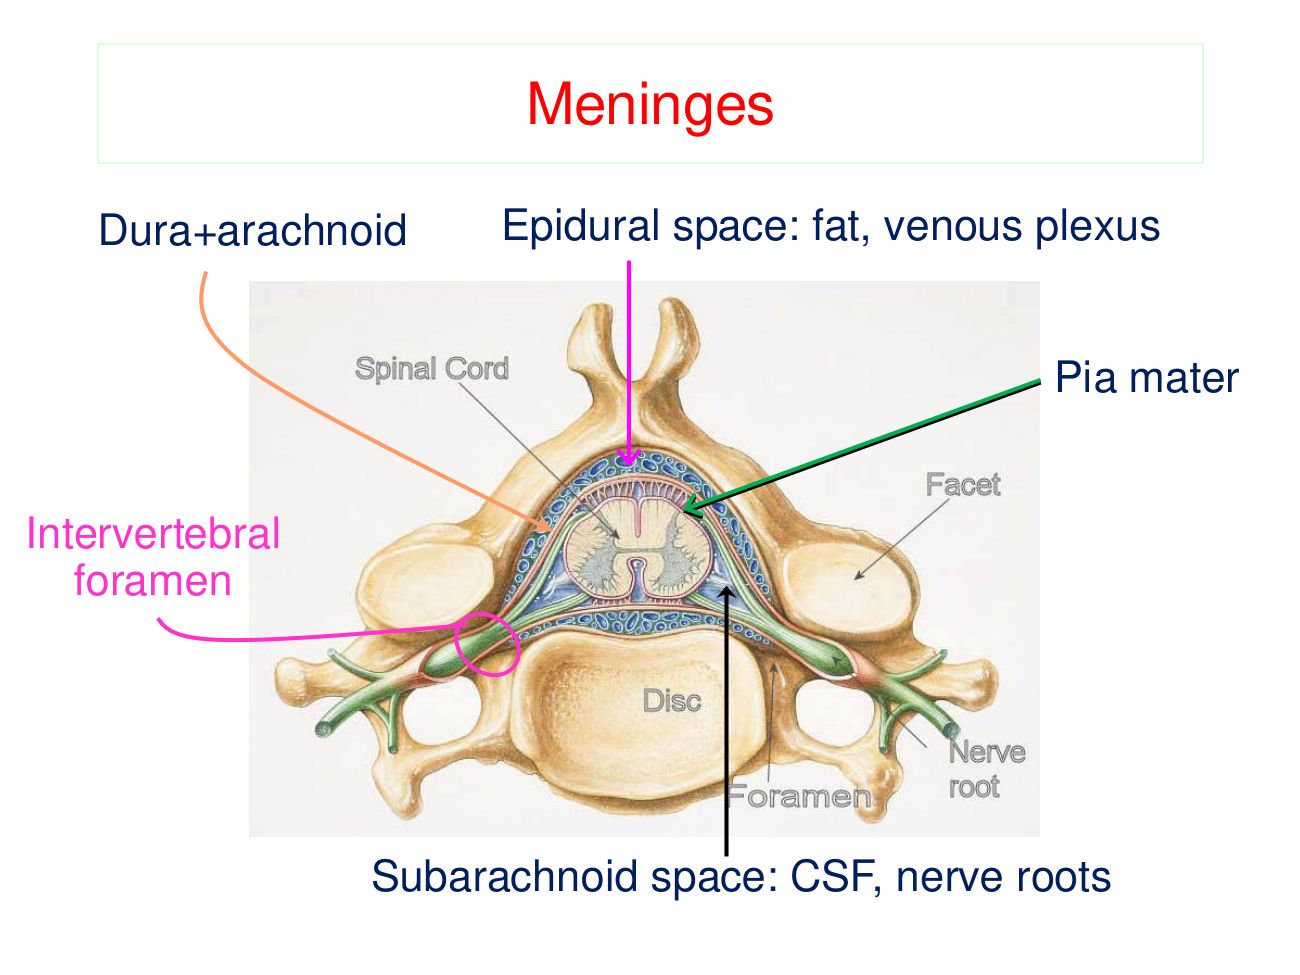 Meninges
Dura+arachnoid
Epidural space: fat, venous plexus
Spinal Cord
Pia mater
Facet
Intervertebral
foramen
Disc
Nerve
root
Foramen
Subarachnoid space: CSF, nerve roots